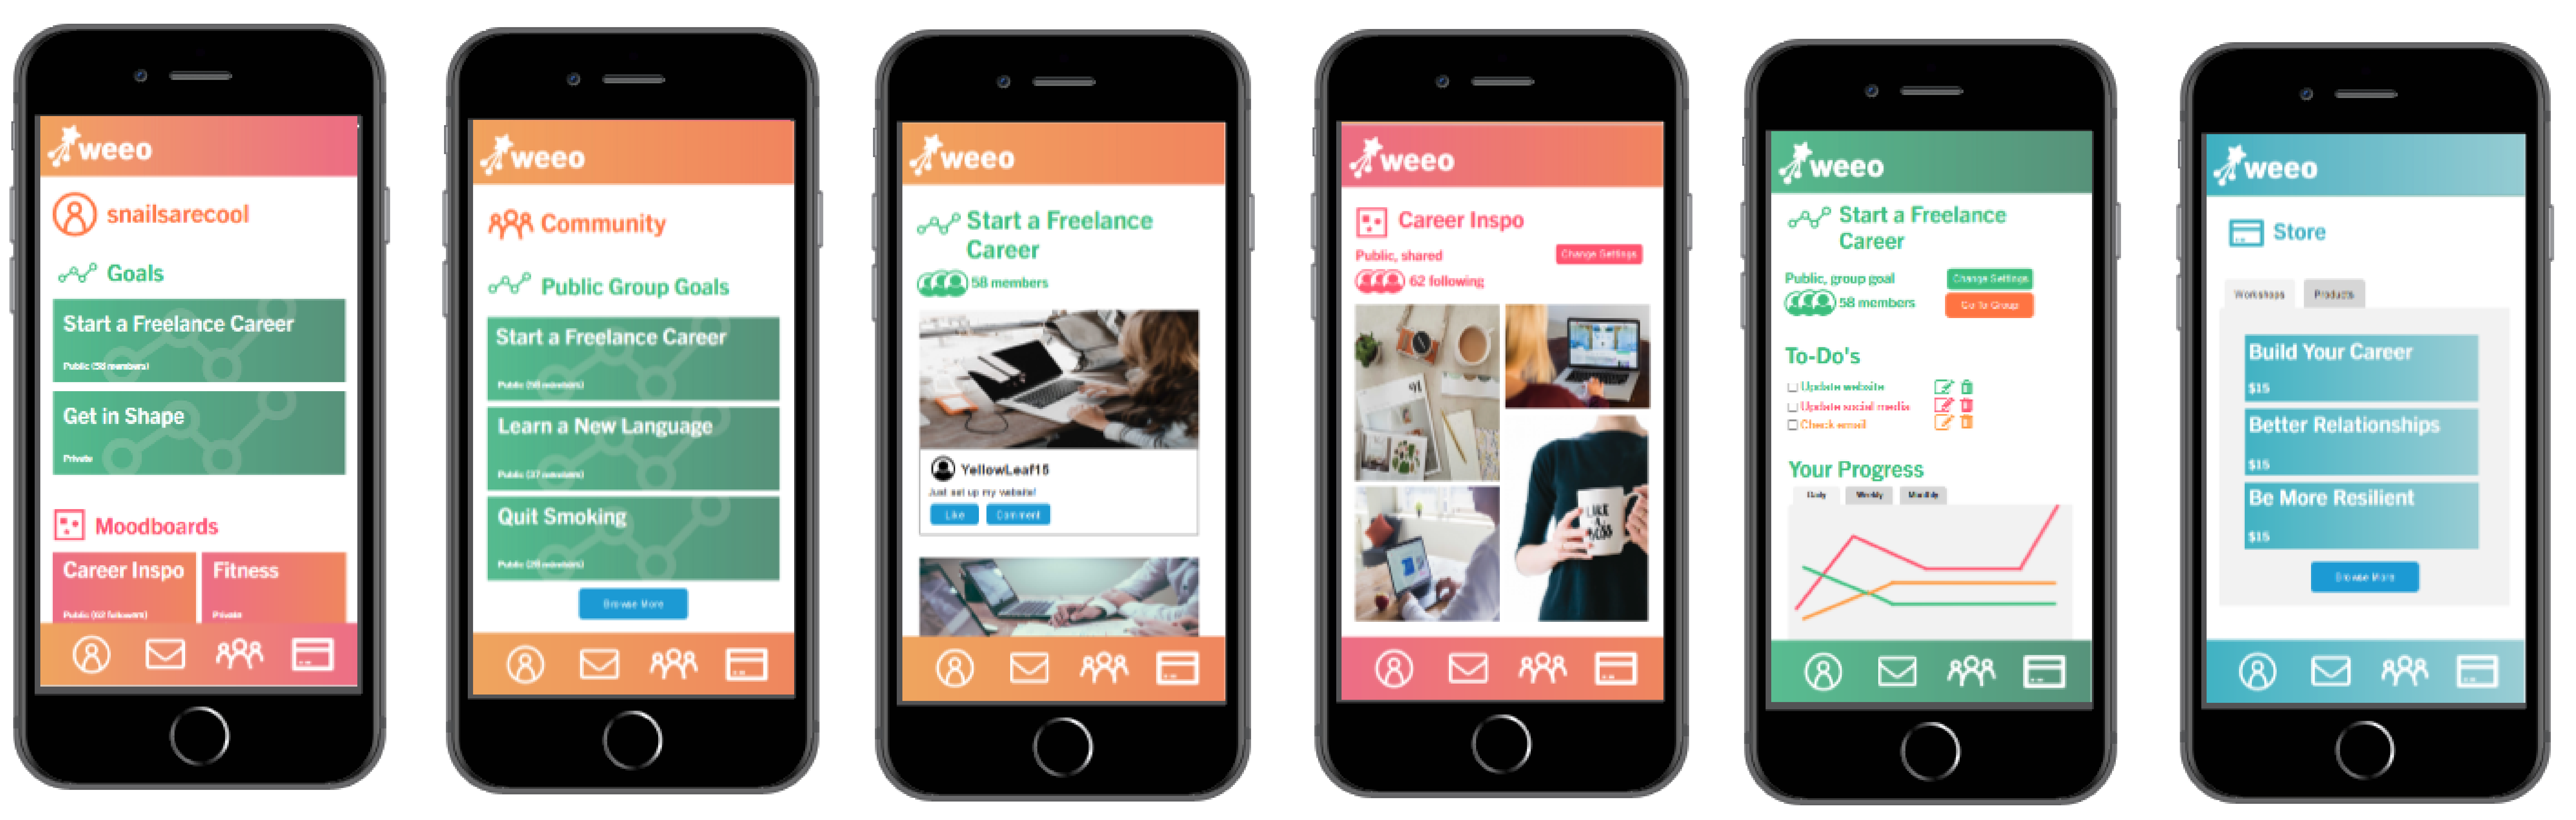 weeo
snailsarecool
Goals
Start a Freelance Career
Public (58 members)
Get in Shape
Private
Moodboards
Career Inspo
Public (62 followers)
Fitness
Private
weeo
Community
Public Group Goals
Start a Freelance Career
Public (58 members)
Learn a New Language
Public (37 members)
Quit Smoking
Public (28 members)
Browse More
weeo
Start a Freelance
Career
58 members
YellowLeaf15
Just set up my website!
Like
Comment
weeo
Career Inspo
Public, shared
Change Settings
62 following
LIKE
A
BOSS
weeo
Start a Freelance
Career
Public, group goal
Change Settings
58 members
Go To Group
To-Do's
Update website
Update social media
Check email
Your Progress
Daily
Weekly
Monthly
weeo
Store
Workshops
Products
Build Your Career
$15
Better Relationships
$15
Be More Resilient
$15
Browse More